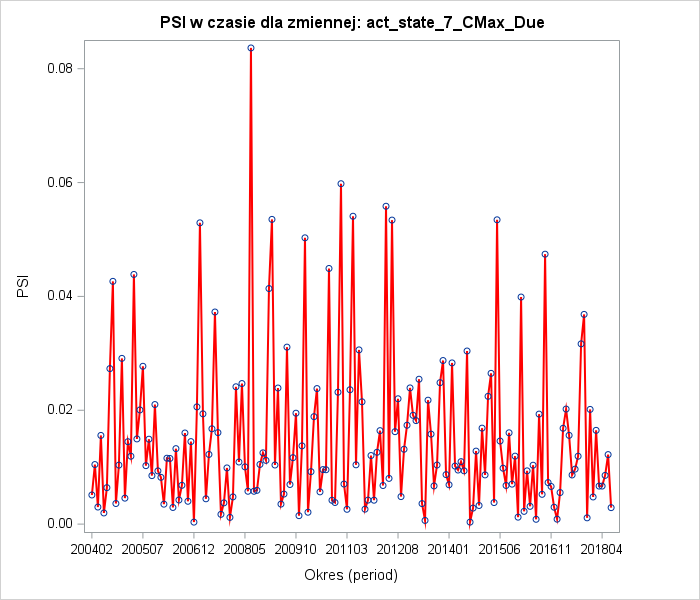 PSI w czasie dla zmiennej: act_state_7_CMax_Due
0.08
0.06
0.04
0.02
0.00
PSI
200402 200507 200612 200805 200910 201103 201208 201401 201506 201611 201804
Okres (period)